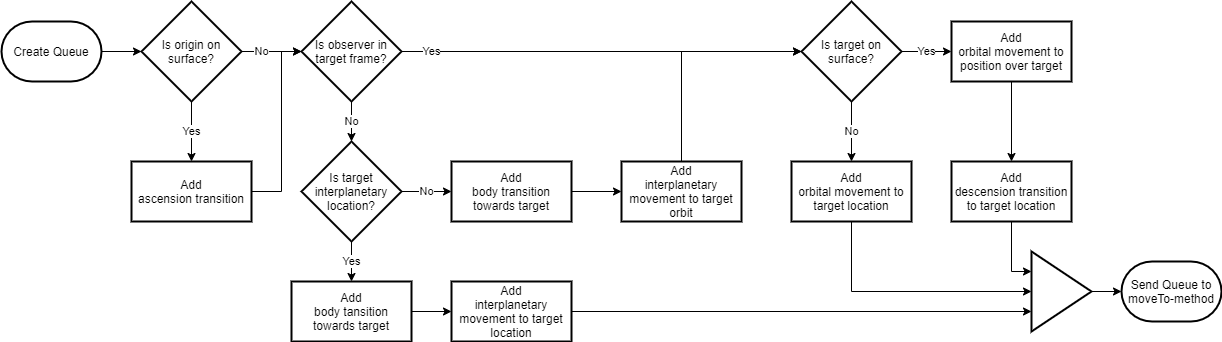 Create Queue
Is origin on
surface?
No
Yes
Add
ascension transition
Is observer in
target frame?
Yes
No
Is target
interplanetary
location?
No
Add
body transition
towards target
Add
interplanetary
movement to target
orbit
Yes
Add
body tansition
towards target
Add
interplanetary
movement to target
location
Is target on
surface?
Yes
Add
orbital movement to
position over target
No
Add
orbital movement to
target location
Add
descension transition
to target location
Send Queue to
moveTo-method